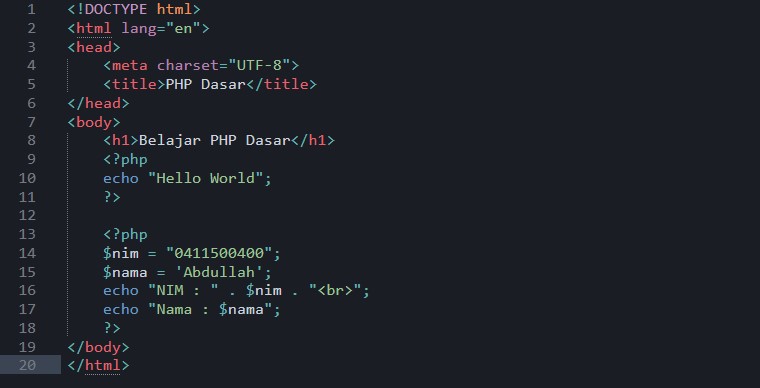 1 <!DOCTYPE html>
2 <html lang="en">
3 <head>
4     <meta charset="UTF-8">
5     <title>PHP Dasar</title>
6 </head>
7 <body>
8     <h1>Belajar PHP Dasar</h1>
9     <?php
10     echo "Hello World";
11     ?>
12
13     <?php
14     $nim = "0411500400";
15     $nama = 'Abdullah';
16     echo "NIM : " . $nim . "<br>";
17     echo "Nama : $nama";
18     ?>
19 </body>
20 </html>